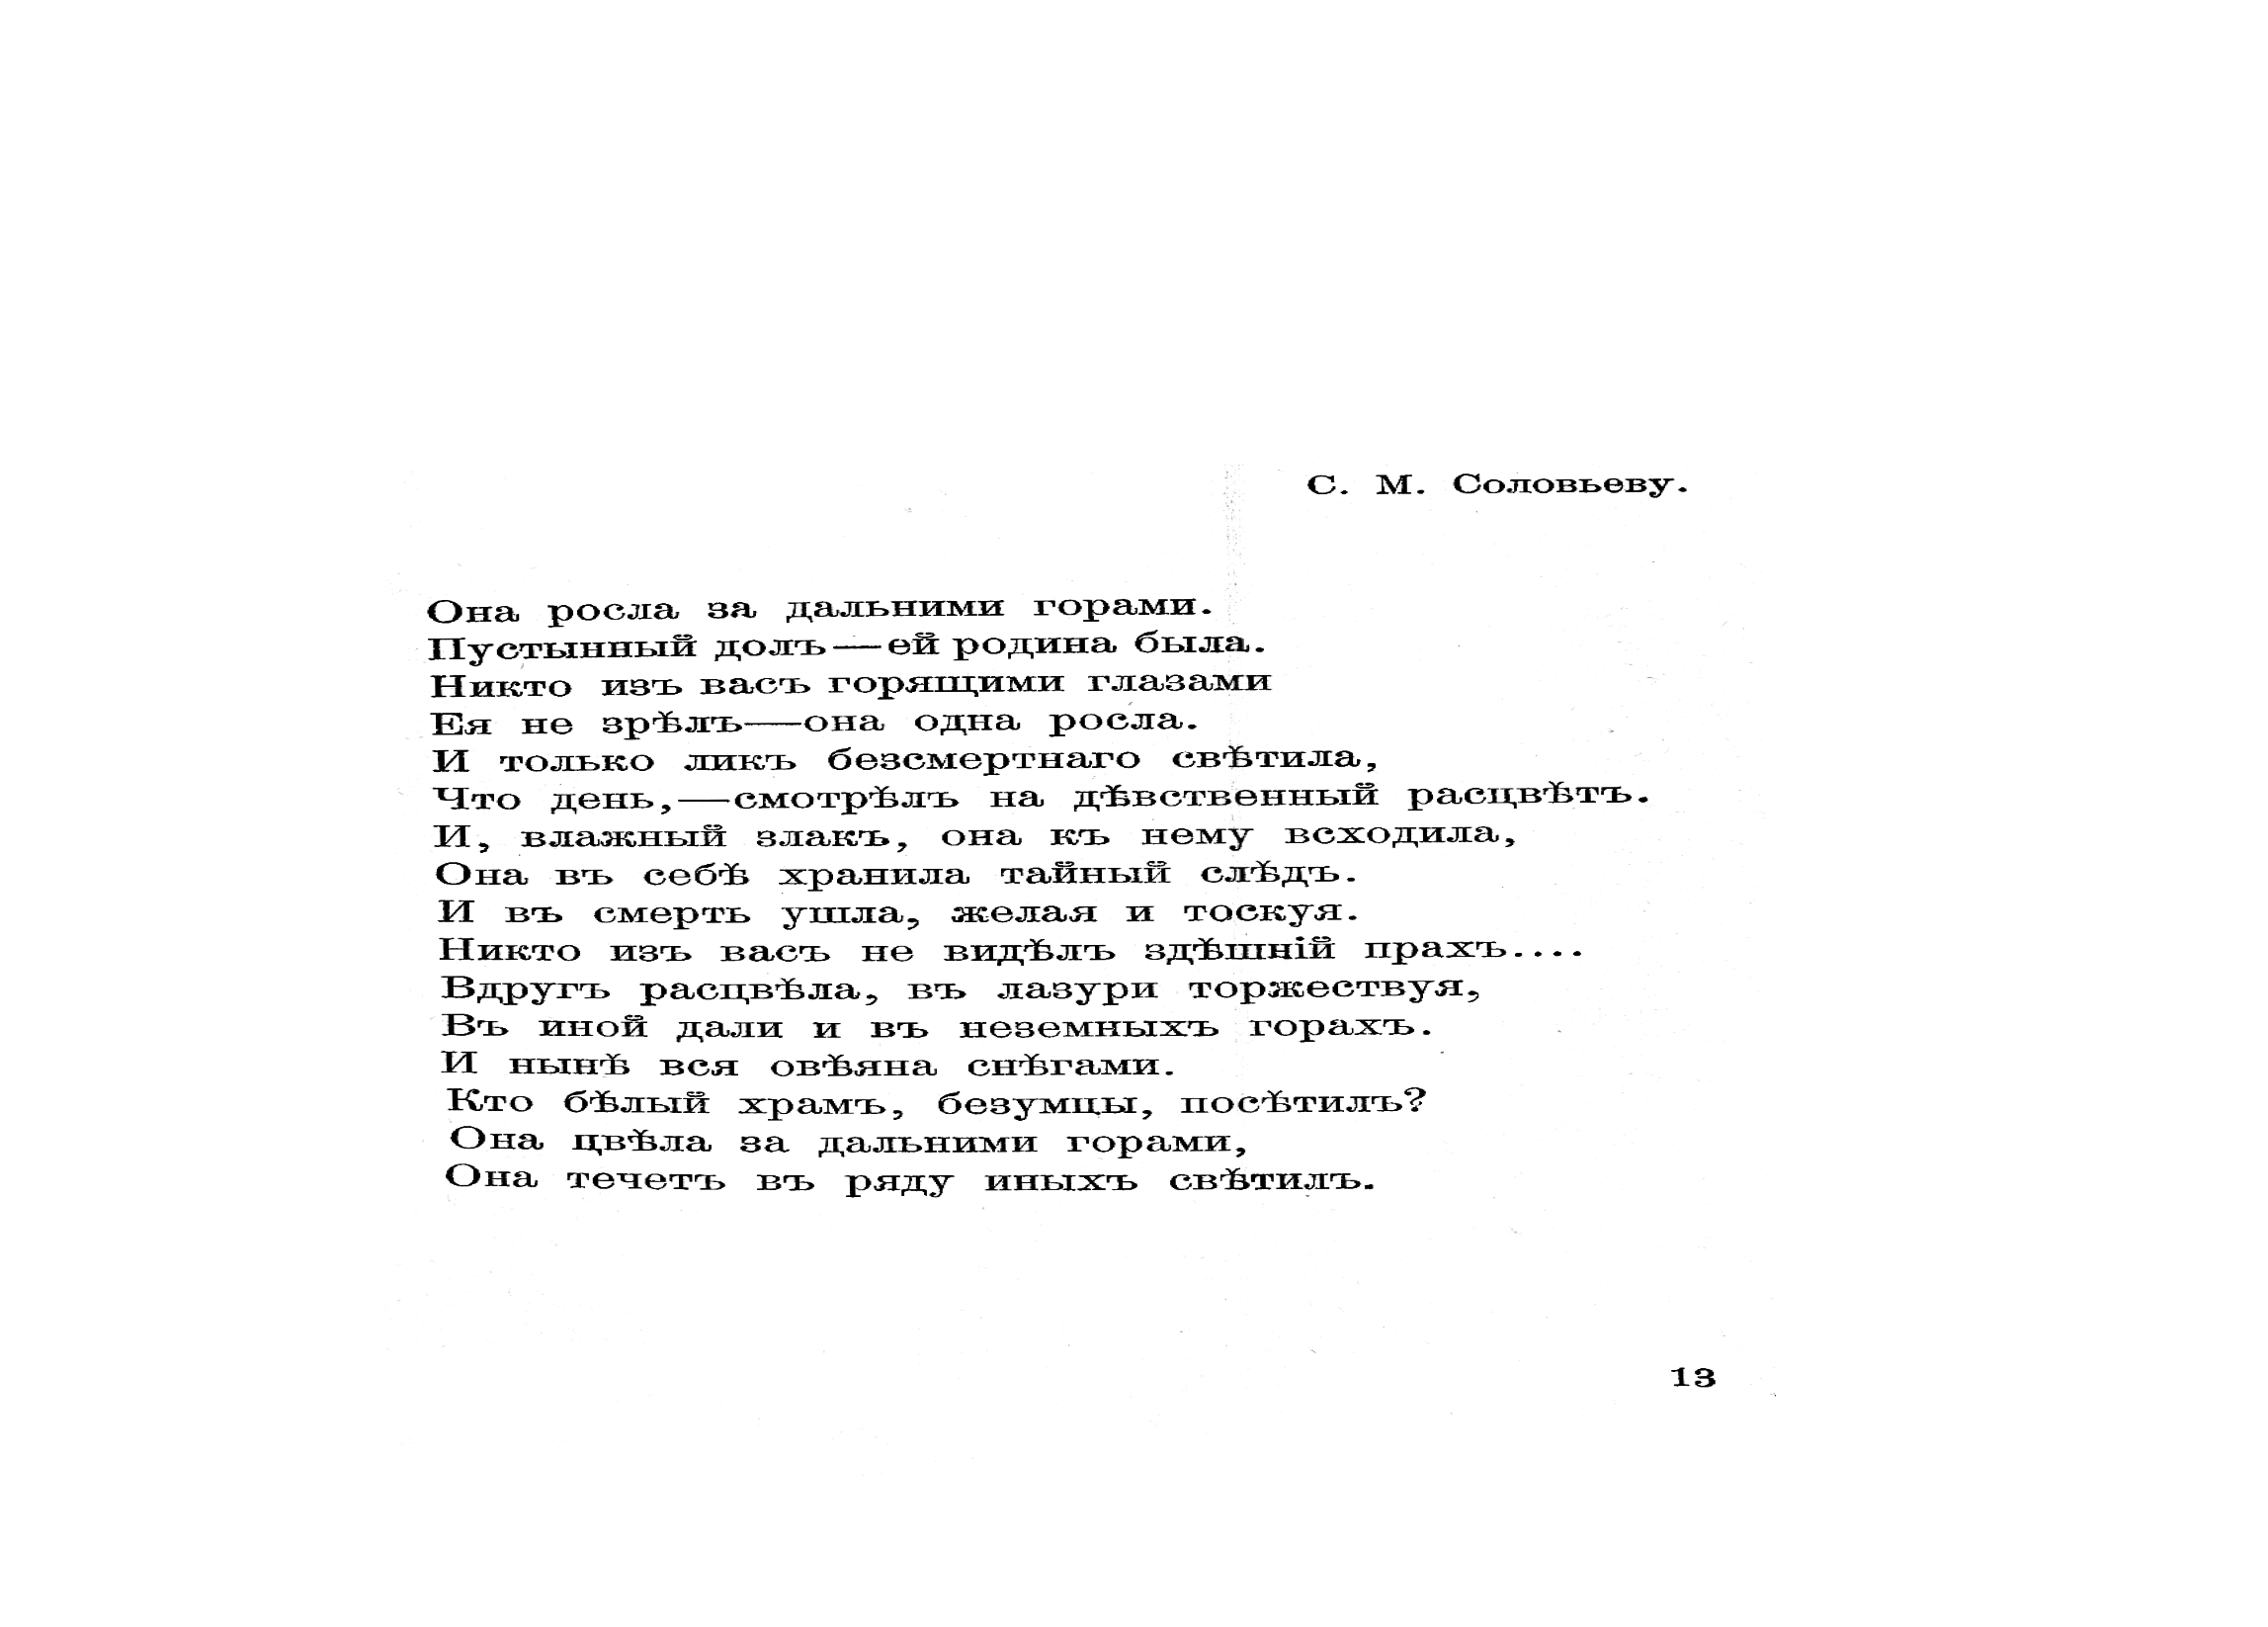 С. М. Соловьеву.
Она росла за дальними горами.
Пустынный долъ—ей родина была.
Никто изъ васъ горящими глазами
Ея не зрѣлъ—она одна росла.
И только ликъ безсмертнаго свѣтила,
Что день,—смотрѣлъ на дѣвственный расцвѣтъ.
И, влажный злакъ, она къ нему всходила,
Она въ себѣ хранила тайный слѣдъ.
И въ смерть ушла, желая и тоскуя.
Никто изъ васъ не видѣлъ здѣшній прахъ....
Вдругъ расцвѣла, въ лазури торжествуя,
Въ иной дали и въ неземныхъ горахъ.
И нынѣ вся овѣяна снѣгами.
Кто бѣлый храмъ, безумцы, посѣтилъ?
Она цвѣла за дальними горами,
Она течетъ въ ряду иныхъ свѣтилъ.
13